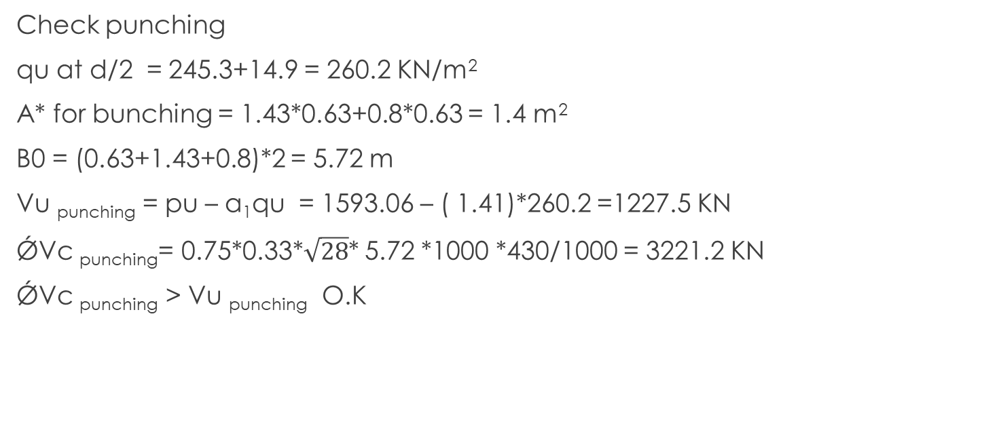 Check punching
qu at d/2 = 245.3+14.9 = 260.2 KN/m²
A* for bunching = 1.43*0.63+0.8*0.63 = 1.4 m²
B0 = (0.63+1.43+0.8)*2 = 5.72 m
Vu punching = pu – a₁qu = 1593.06 – ( 1.41)*260.2 =1227.5 KN
ǾVc punching= 0.75*0.33*√28* 5.72 *1000 *430/1000 = 3221.2 KN
ǾVc punching > Vu punching O.K